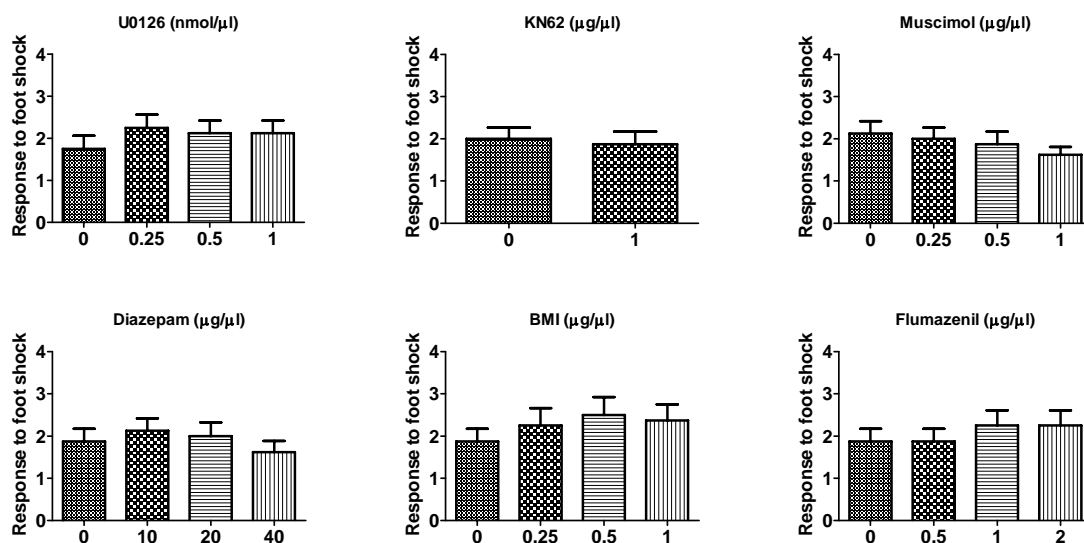 U0126 (nmol/μl)
Response to foot shock
4
3
2
1
0
0 0.25 0.5 1
KN62 (μg/μl)
Response to foot shock
4
3
2
1
0
0 1
Muscimol (μg/μl)
Response to foot shock
4
3
2
1
0
0 0.25 0.5 1
Diazepam (μg/μl)
Response to foot shock
4
3
2
1
0
0 10 20 40
BMI (μg/μl)
Response to foot shock
4
3
2
1
0
0 0.25 0.5 1
Flumazenil (μg/μl)
Response to foot shock
4
3
2
1
0
0 0.5 1 2